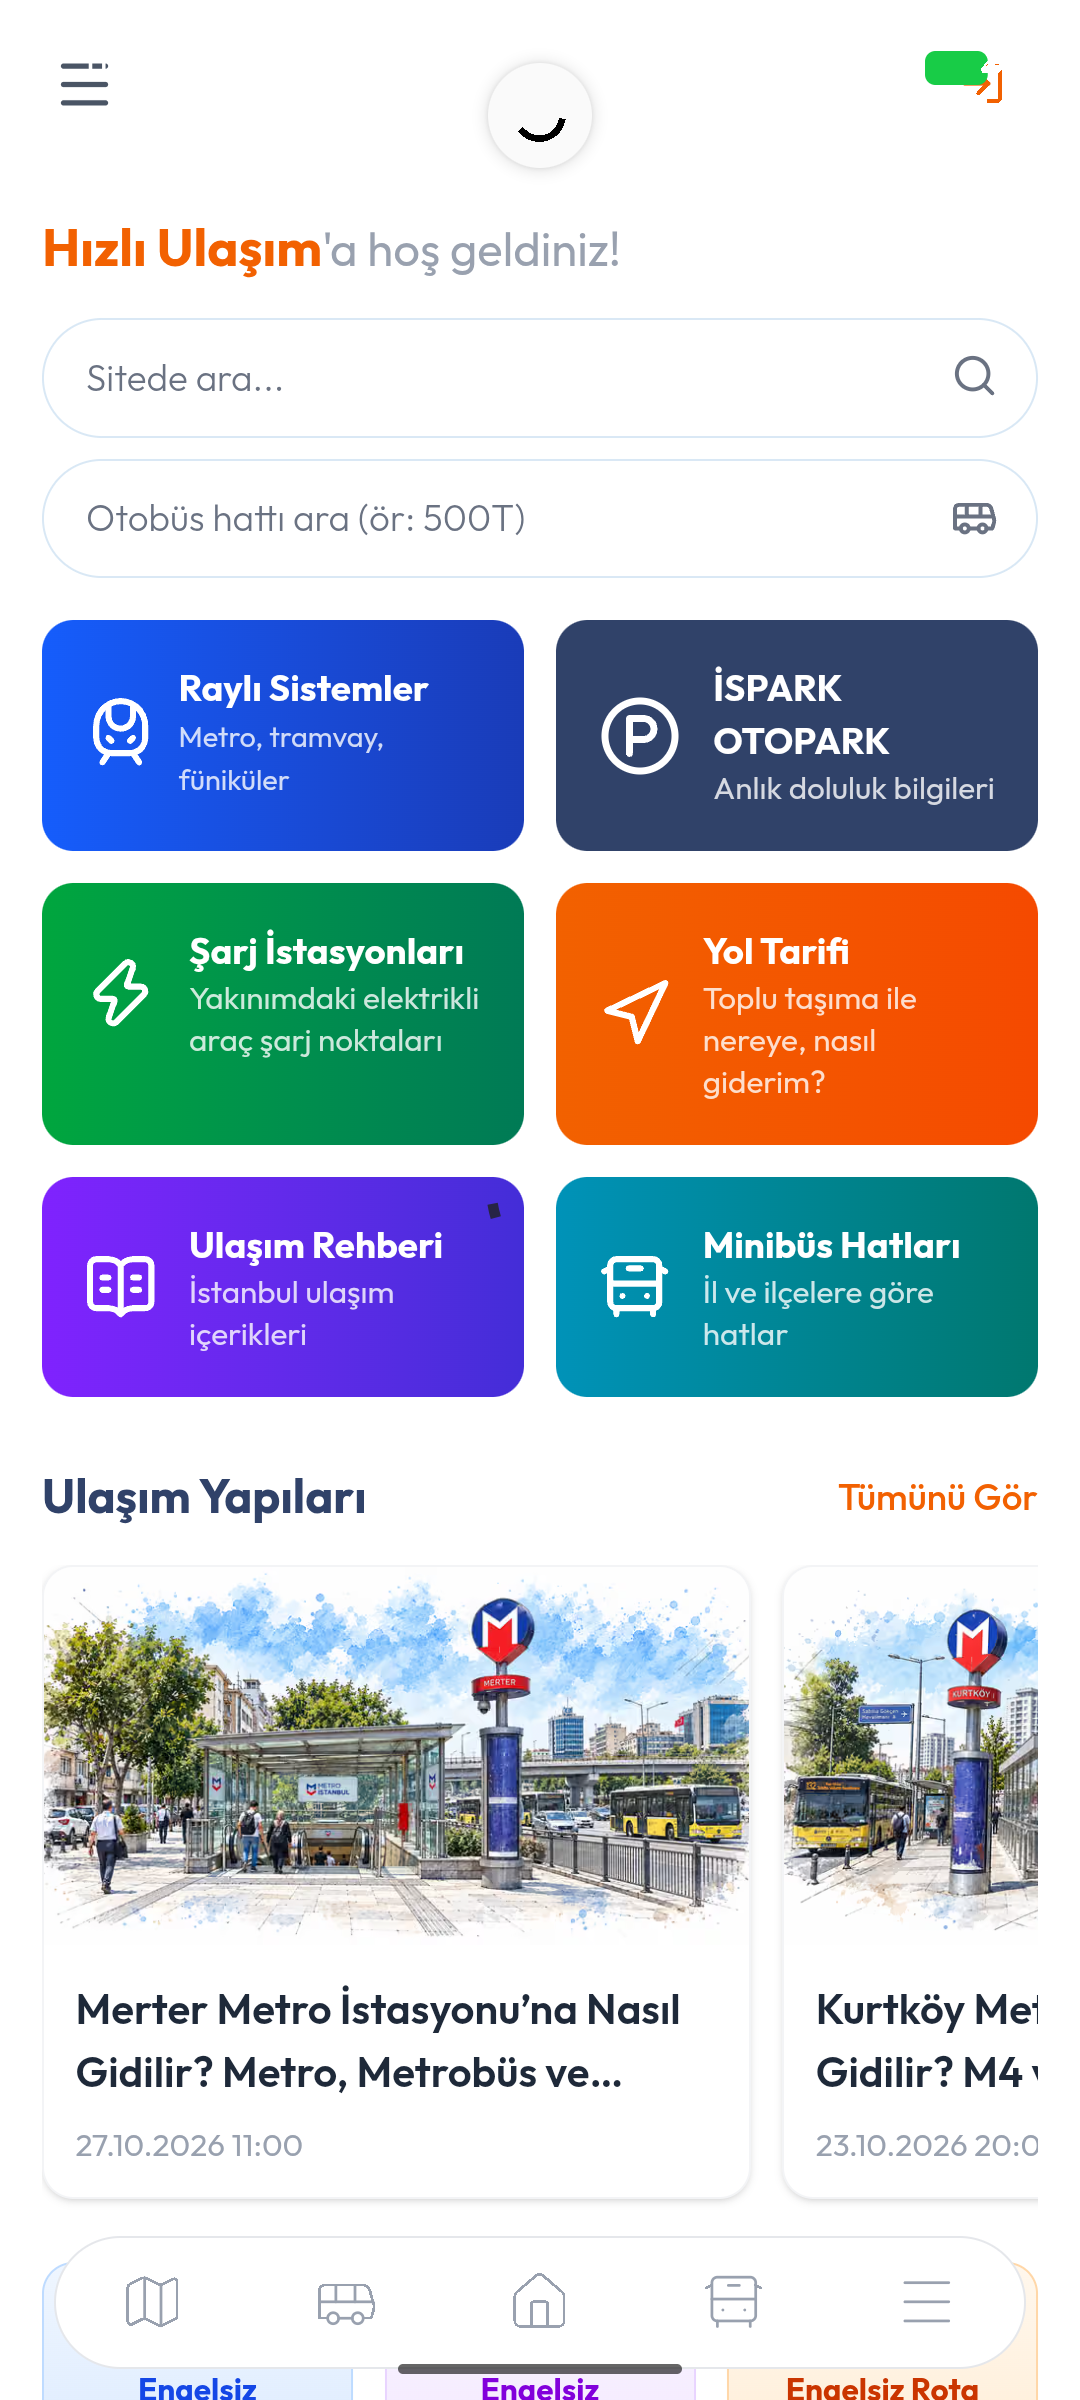 Hızlı Ulaşım'a hoş geldiniz!
Sitede ara...
Otobüs hattı ara (ör: 500T)
Raylı Sistemler
Metro, tramvay,
füniküler
İSPARK
OTOPARK
Anlık doluluk bilgileri
Şarj İstasyonları
Yakınımdaki elektrikli
araç şarj noktaları
Yol Tarifi
Toplu taşıma ile
nereye, nasıl
giderim?
Ulaşım Rehberi
İstanbul ulaşım
içerikleri
Minibüs Hatları
İl ve ilçelere göre
hatlar
Ulaşım Yapıları
Tümünü Gör
MERTER
METRO
İSTANBUL
KURTKÖY
132
Merter Metro İstasyonu’na Nasıl
Gidilir? Metro, Metrobüs ve...
27.10.2026 11:00
Kurtköy Met
Gidilir? M4 v
23.10.2026 20:0
Engelsiz
Engelsiz
Engelsiz Rota